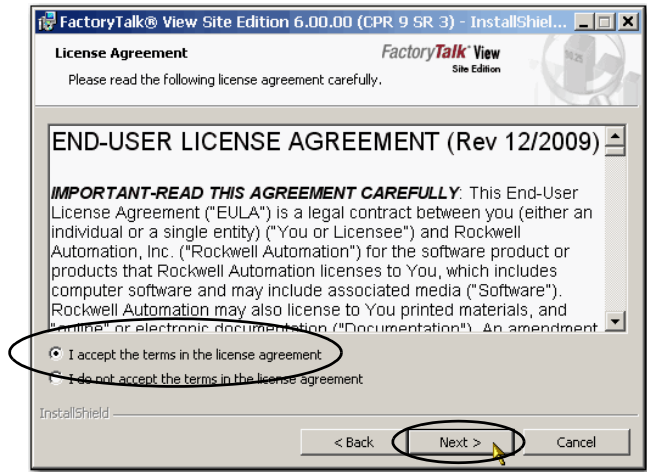 FactoryTalk® View Site Edition 6.00.00 (CPR 9 SR 3) - InstallShiel...
License Agreement
FactoryTalk® View
Site Edition
Please read the following license agreement carefully.
END-USER LICENSE AGREEMENT (Rev 12/2009)
IMPORTANT-READ THIS AGREEMENT CAREFULLY: This End-User
License Agreement ("EULA") is a legal contract between you (either an
individual or a single entity) ("You or Licensee") and Rockwell
Automation, Inc. ("Rockwell Automation") for the software product or
products that Rockwell Automation licenses to You, which includes
computer software and may include associated media ("Software").
Rockwell Automation may also license to You printed materials, and
"online" or electronic documentation ("Documentation"). An amendment
I accept the terms in the license agreement
I do not accept the terms in the license agreement
InstallShield
< Back
Next >
Cancel